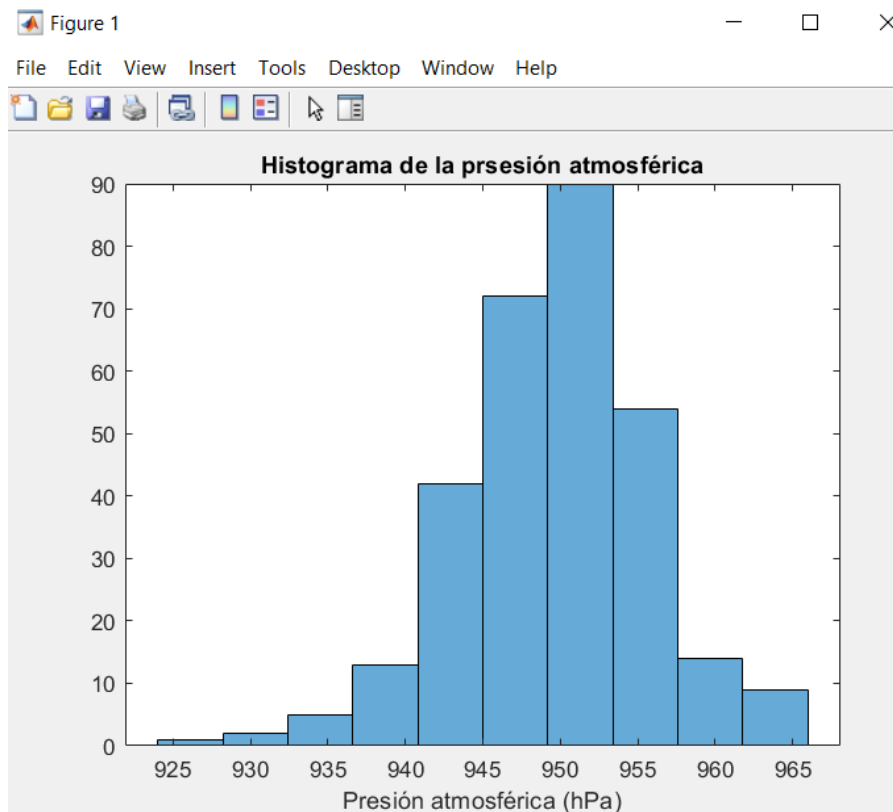 Figure 1
File Edit View Insert Tools Desktop Window Help
Histograma de la prsesión atmosférica
90
80
70
60
50
40
30
20
10
0
925 930 935 940 945 950 955 960 965
Presión atmosférica (hPa)